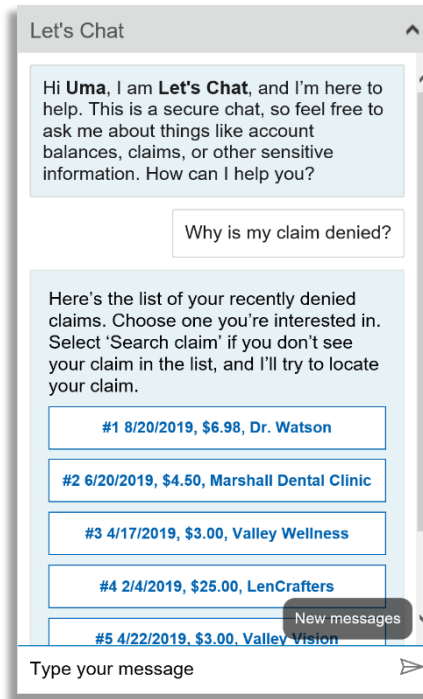 Let's Chat
Hi Uma, I am Let's Chat, and I'm here to
help. This is a secure chat, so feel free to
ask me about things like account
balances, claims, or other sensitive
information. How can I help you?
Why is my claim denied?
Here's the list of your recently denied
claims. Choose one you're interested in.
Select ‘Search claim’ if you don't see
your claim in the list, and I'll try to locate
your claim.
#1 8/20/2019, $6.98, Dr. Watson
#2 6/20/2019, $4.50, Marshall Dental Clinic
#3 4/17/2019, $3.00, Valley Wellness
#4 2/4/2019, $25.00, LenCrafters
New messages
#5 4/22/2019, $3.00, Valley Vision
Type your message